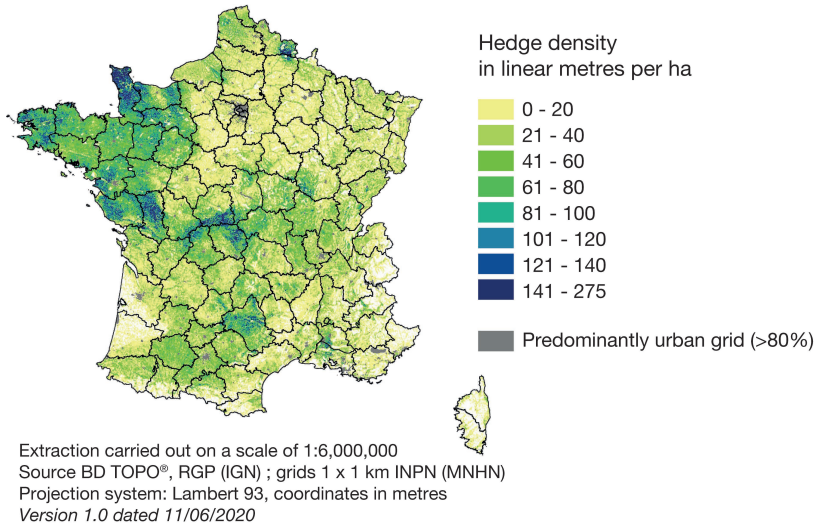 Hedge density
in linear metres per ha
0 - 20
21 - 40
41 - 60
61 - 80
81 - 100
101 - 120
121 - 140
141 - 275
Predominantly urban grid (>80%)
Extraction carried out on a scale of 1:6,000,000
Source BD TOPO®, RGP (IGN) ; grids 1 x 1 km INPN (MNHN)
Projection system: Lambert 93, coordinates in metres
Version 1.0 dated 11/06/2020